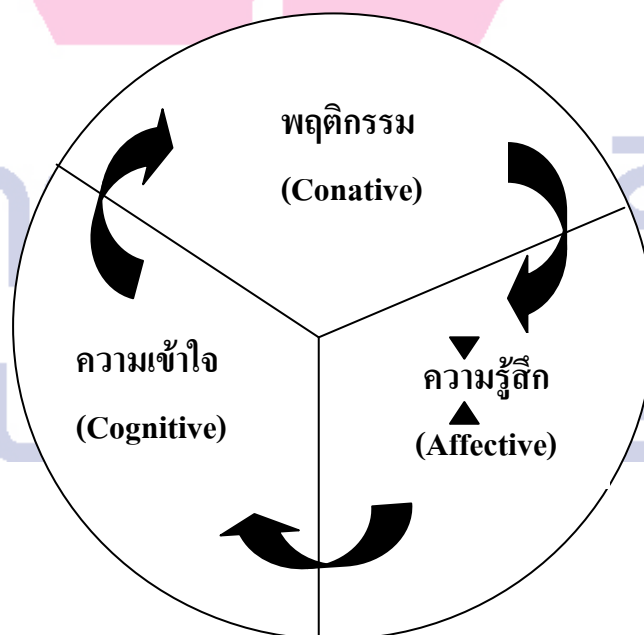 พฤติกรรม
(Conative)
ความเข้าใจ
(Cognitive)
ความรู้สึก
(Affective)